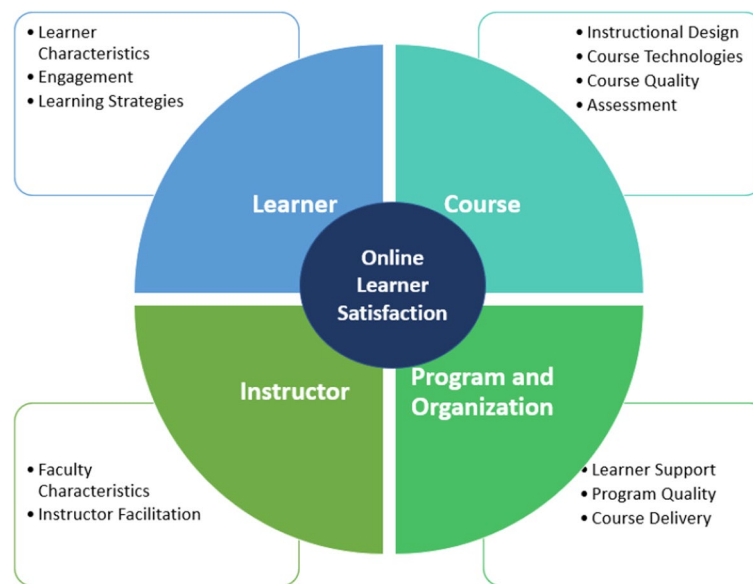 • Learner
Characteristics
• Engagement
• Learning Strategies
• Instructional Design
• Course Technologies
• Course Quality
• Assessment
Learner
Course
Online
Learner
Satisfaction
Instructor
Program and
Organization
• Faculty
Characteristics
• Instructor Facilitation
• Learner Support
• Program Quality
• Course Delivery